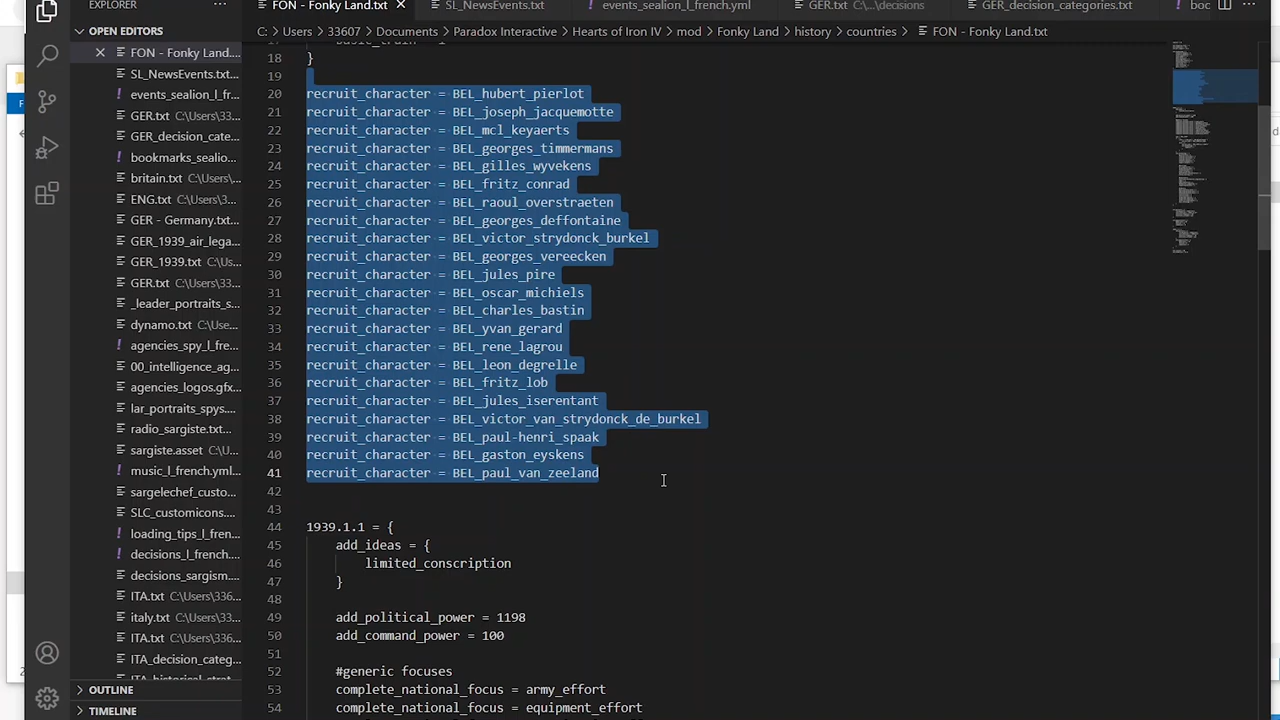 EXPLORER
···
FON - Fonky Land.txt
SL_NewsEvents.txt
events_sealion_l_french.yml
GER.txt C:\...\decisions
GER_decision_categories.txt
boc
···
OPEN EDITORS
C: > Users > 33607 > Documents > Paradox Interactive > Hearts of Iron IV > mod > Fonky Land > history > countries > FON - Fonky Land.txt
FON - Fonky Land....
SL_NewsEvents.txt...
events_sealion_l_fr...
GER.txt C:\Users\33...
GER_decision_cate...
bookmarks_sealio...
britain.txt C:\Users\...
ENG.txt C:\Users\3...
GER - Germany.txt...
GER_1939_air_lega...
GER_1939.txt C:\U...
GER.txt C:\Users\33...
_leader_portraits_s...
dynamo.txt C:\Use...
agencies_spy_l_fre...
00_intelligence_ag...
agencies_logos.gfx...
lar_portraits_spys...
radio_sargiste.txt...
sargiste.asset C:\U...
music_l_french.yml...
sargelechef_custo...
SLC_customicons....
loading_tips_l_fren...
decisions_l_french....
decisions_sargism....
ITA.txt C:\Users\336...
italy.txt C:\Users\33...
ITA.txt C:\Users\336...
ITA_decision_categ...
OUTLINE
TIMELINE
18 }
19
20 recruit_character = BEL_hubert_pierlot
21 recruit_character = BEL_joseph_jacquemotte
22 recruit_character = BEL_mcl_keyaerts
23 recruit_character = BEL_georges_timmermans
24 recruit_character = BEL_gilles_wyvekens
25 recruit_character = BEL_fritz_conrad
26 recruit_character = BEL_raoul_overstraeten
27 recruit_character = BEL_georges_deffontaine
28 recruit_character = BEL_victor_strydonck_burkel
29 recruit_character = BEL_georges_vereecken
30 recruit_character = BEL_jules_pire
31 recruit_character = BEL_oscar_michiels
32 recruit_character = BEL_charles_bastin
33 recruit_character = BEL_yvan_gerard
34 recruit_character = BEL_rene_lagrou
35 recruit_character = BEL_leon_degrelle
36 recruit_character = BEL_fritz_lob
37 recruit_character = BEL_jules_iserentant
38 recruit_character = BEL_victor_van_strydonck_de_burkel
39 recruit_character = BEL_paul-henri_spaak
40 recruit_character = BEL_gaston_eyskens
41 recruit_character = BEL_paul_van_zeeland
42
43
44 1939.1.1 = {
45 add_ideas = {
46 limited_conscription
47 }
48
49 add_political_power = 1198
50 add_command_power = 100
51
52 #generic focuses
53 complete_national_focus = army_effort
54 complete_national_focus = equipment_effort